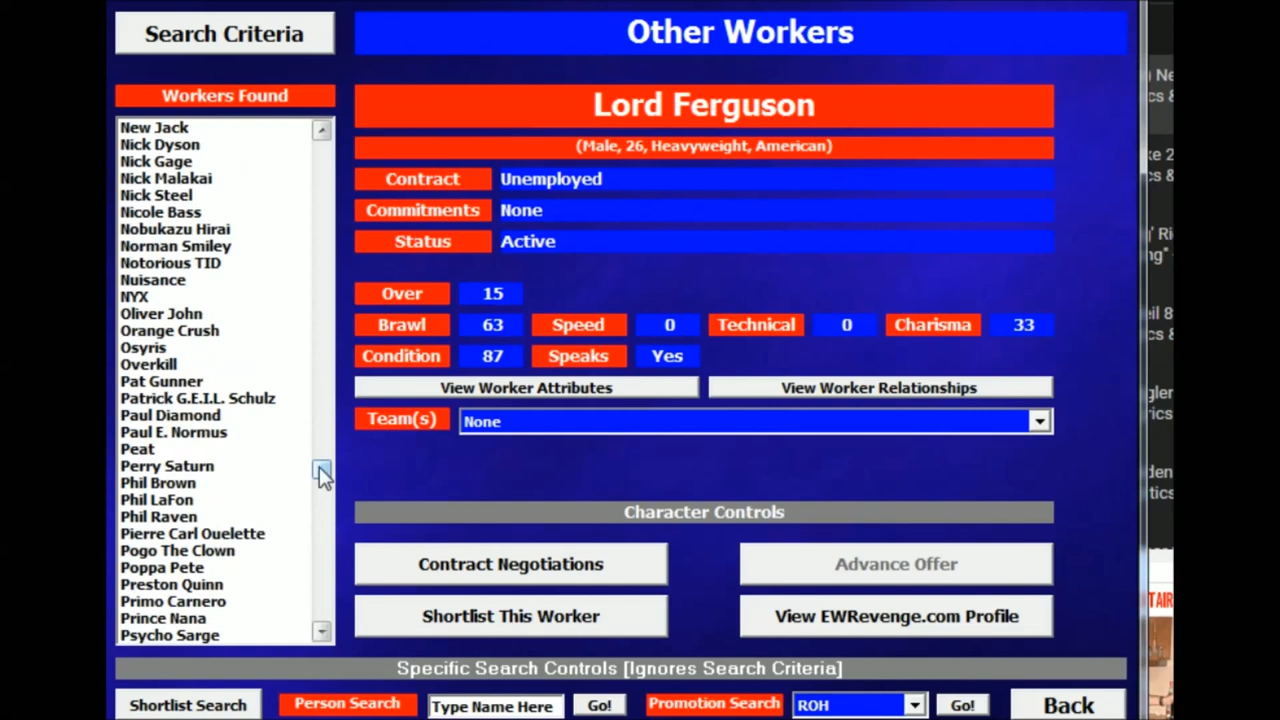 Search Criteria
Other Workers
Workers Found
New Jack
Nick Dyson
Nick Gage
Nick Malakai
Nick Steel
Nicole Bass
Nobukazu Hirai
Norman Smiley
Notorious TID
Nuisance
NYX
Oliver John
Orange Crush
Osyris
Overkill
Pat Gunner
Patrick G.E.I.L. Schulz
Paul Diamond
Paul E. Normus
Peat
Perry Saturn
Phil Brown
Phil LaFon
Phil Raven
Pierre Carl Ouelette
Pogo The Clown
Poppa Pete
Preston Quinn
Primo Carnero
Prince Nana
Psycho Sarge
Lord Ferguson
(Male, 26, Heavyweight, American)
Contract Unemployed
Commitments None
Status Active
Over 15
Brawl 63 Speed 0 Technical 0 Charisma 33
Condition 87 Speaks Yes
View Worker Attributes View Worker Relationships
Team(s) None
Character Controls
Contract Negotiations Advance Offer
Shortlist This Worker View EWRevenge.com Profile
Specific Search Controls [Ignores Search Criteria]
Shortlist Search Person Search Type Name Here Go! Promotion Search ROH Go! Back